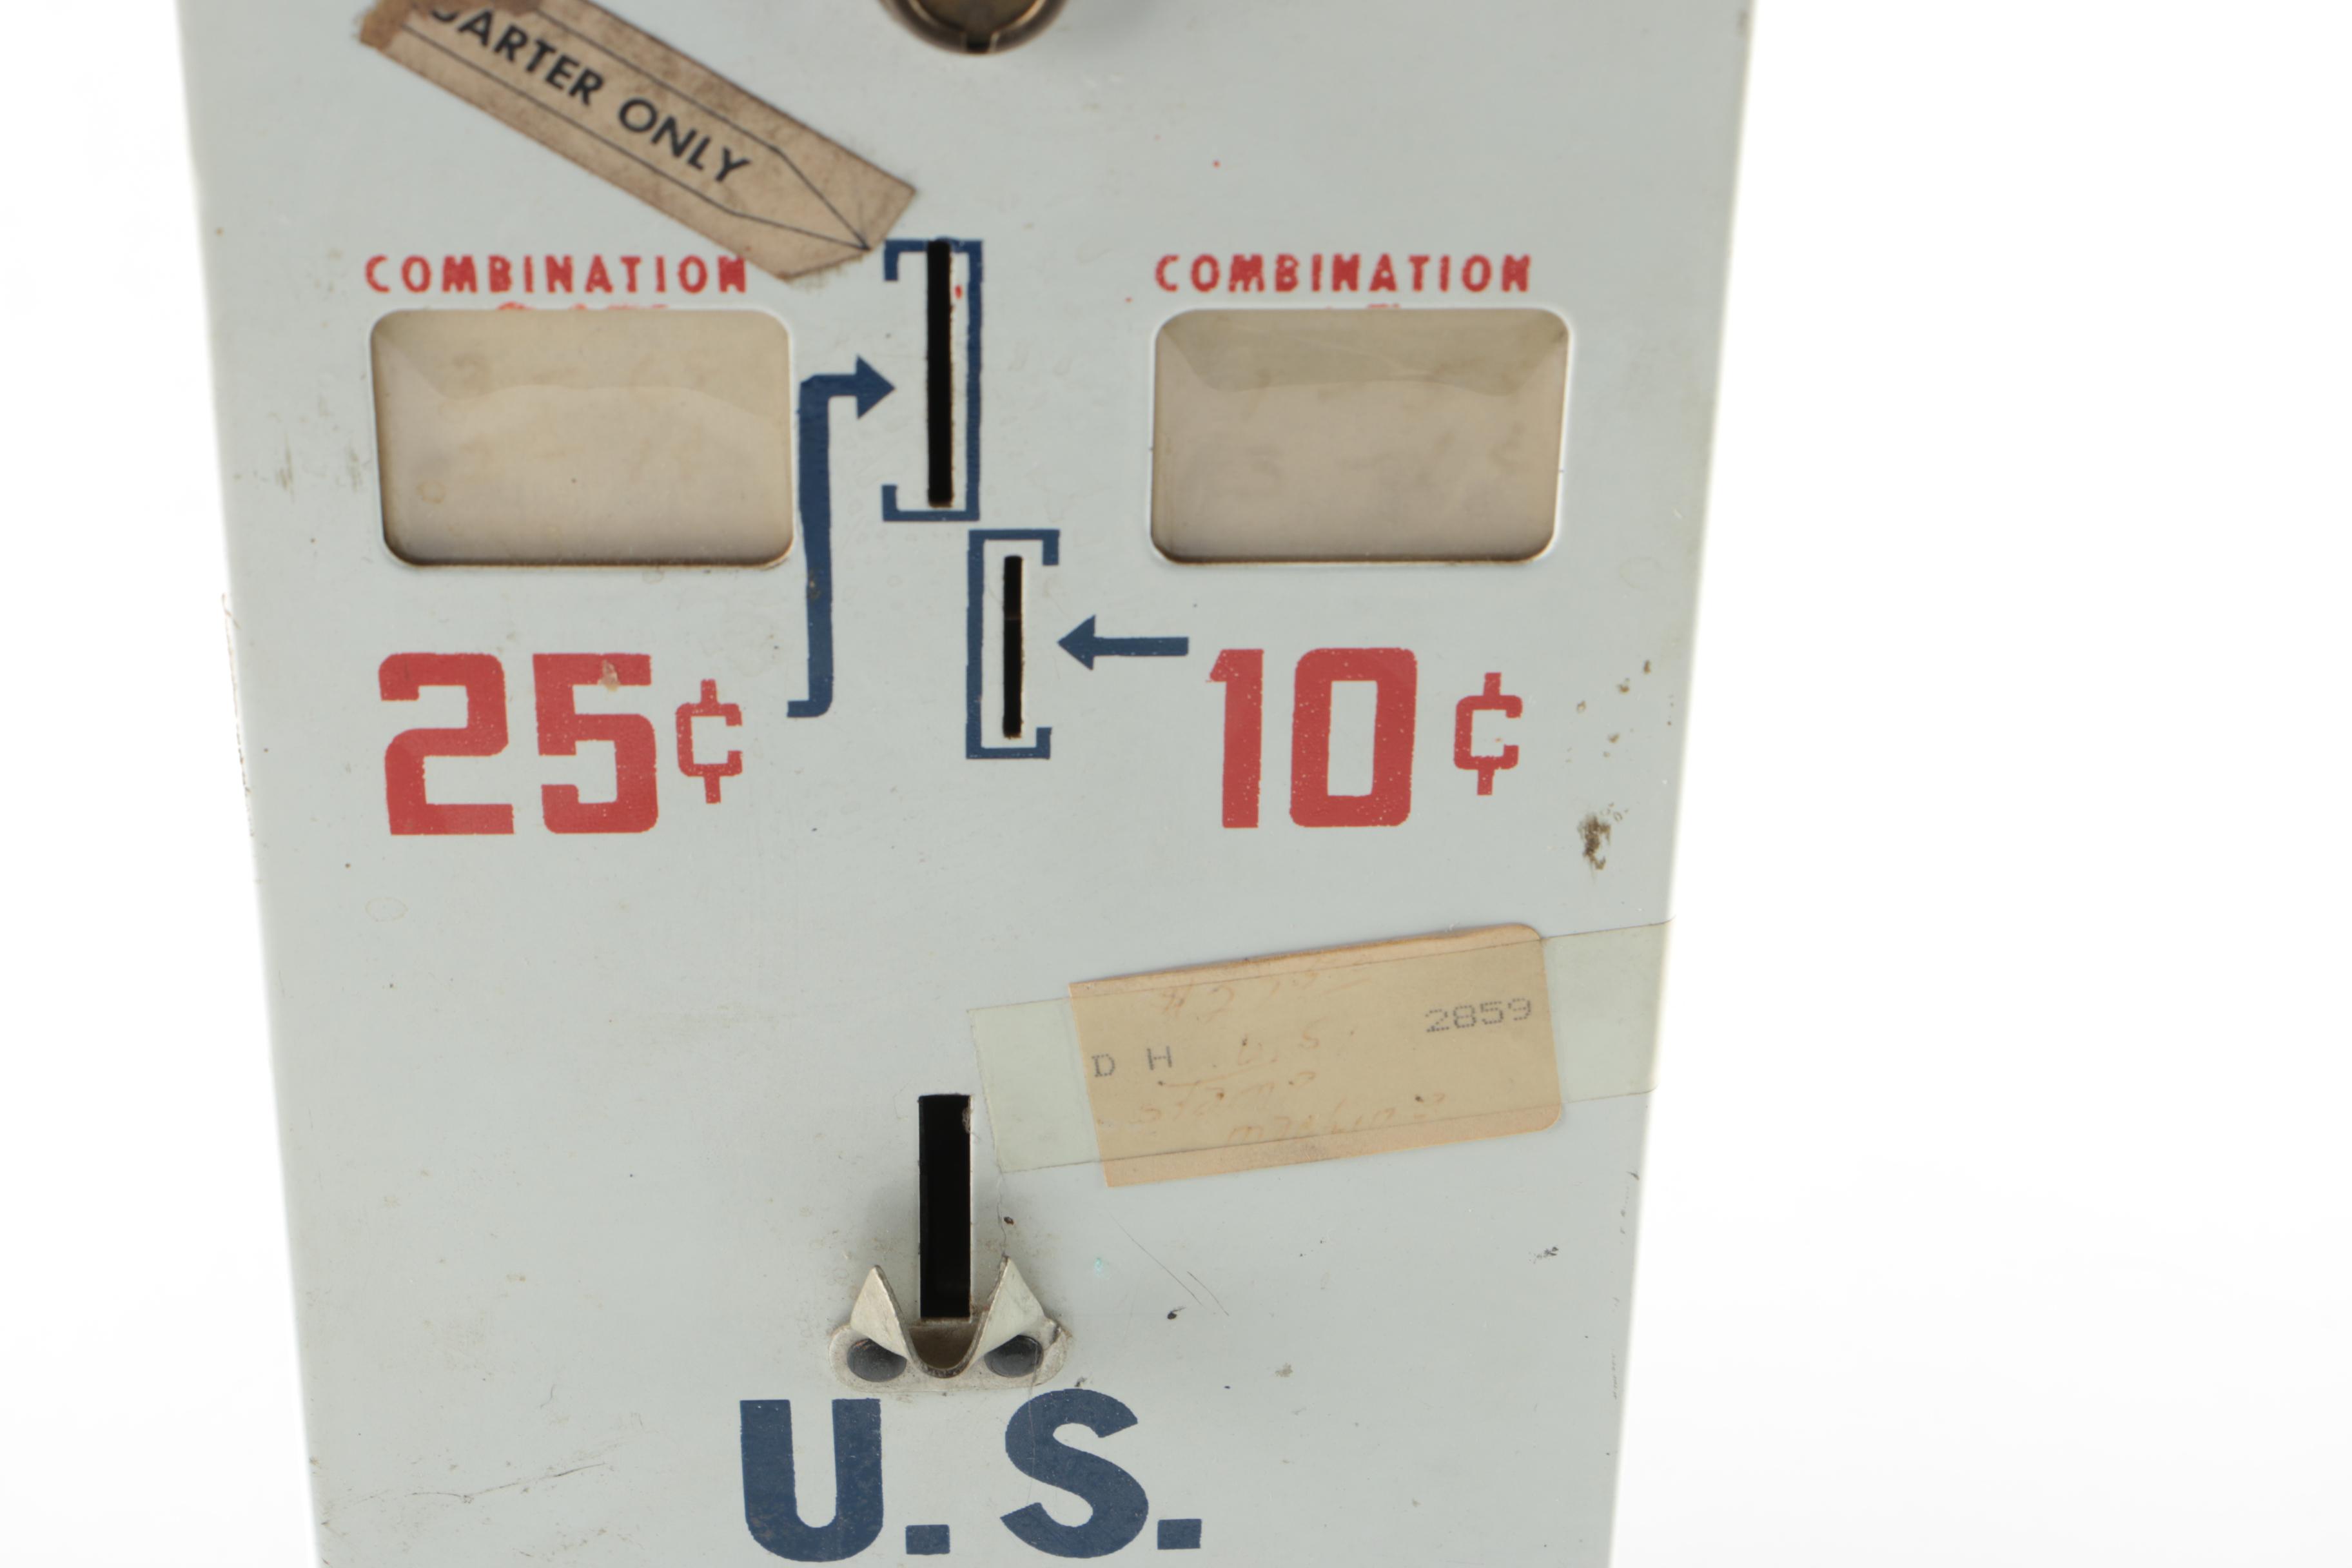 ARTER ONLY
COMBINATION
COMBINATION
25¢
10¢
2859
D H
U.S.